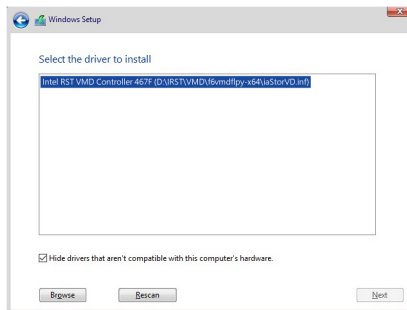 Windows Setup
Select the driver to install
Intel RST VMD Controller 467F (D:\IRST\VMD\f6vmdflpy-x64\iaStorVD.inf)
Hide drivers that aren't compatible with this computer's hardware.
Browse
Rescan
Next